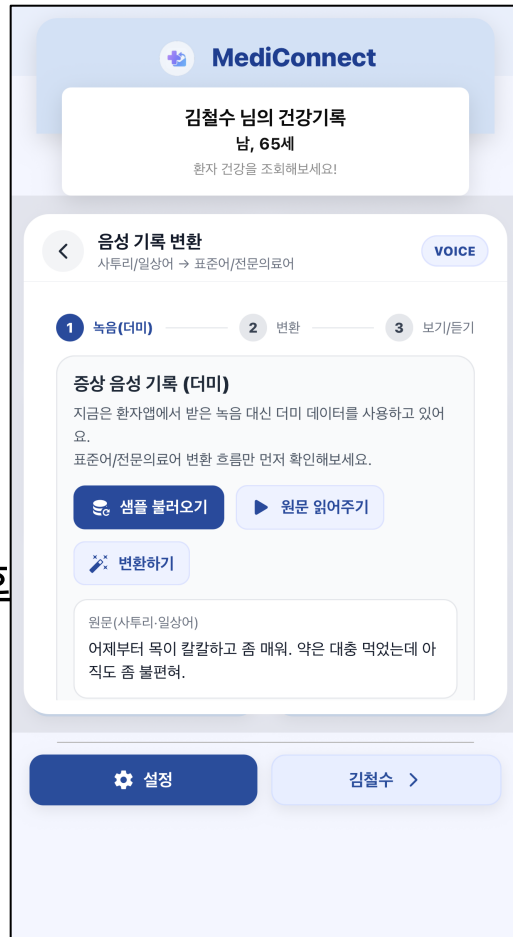 MediConnect
김철수 님의 건강기록
남, 65세
환자 건강을 조회해보세요!
음성 기록 변환
사투리/일상어 → 표준어/전문의료어
VOICE
1 녹음(더미) 2 변환 3 보기/듣기
증상 음성 기록 (더미)
지금은 환자앱에서 받은 녹음 대신 더미 데이터를 사용하고 있어
요.
표준어/전문의료어 변환 흐름만 먼저 확인해보세요.
샘플 불러오기 원문 읽어주기
변환하기
원문(사투리·일상어)
어제부터 목이 칼칼하고 좀 매워. 약은 대충 먹었는데 아
직도 좀 불편혀.
설정 김철수